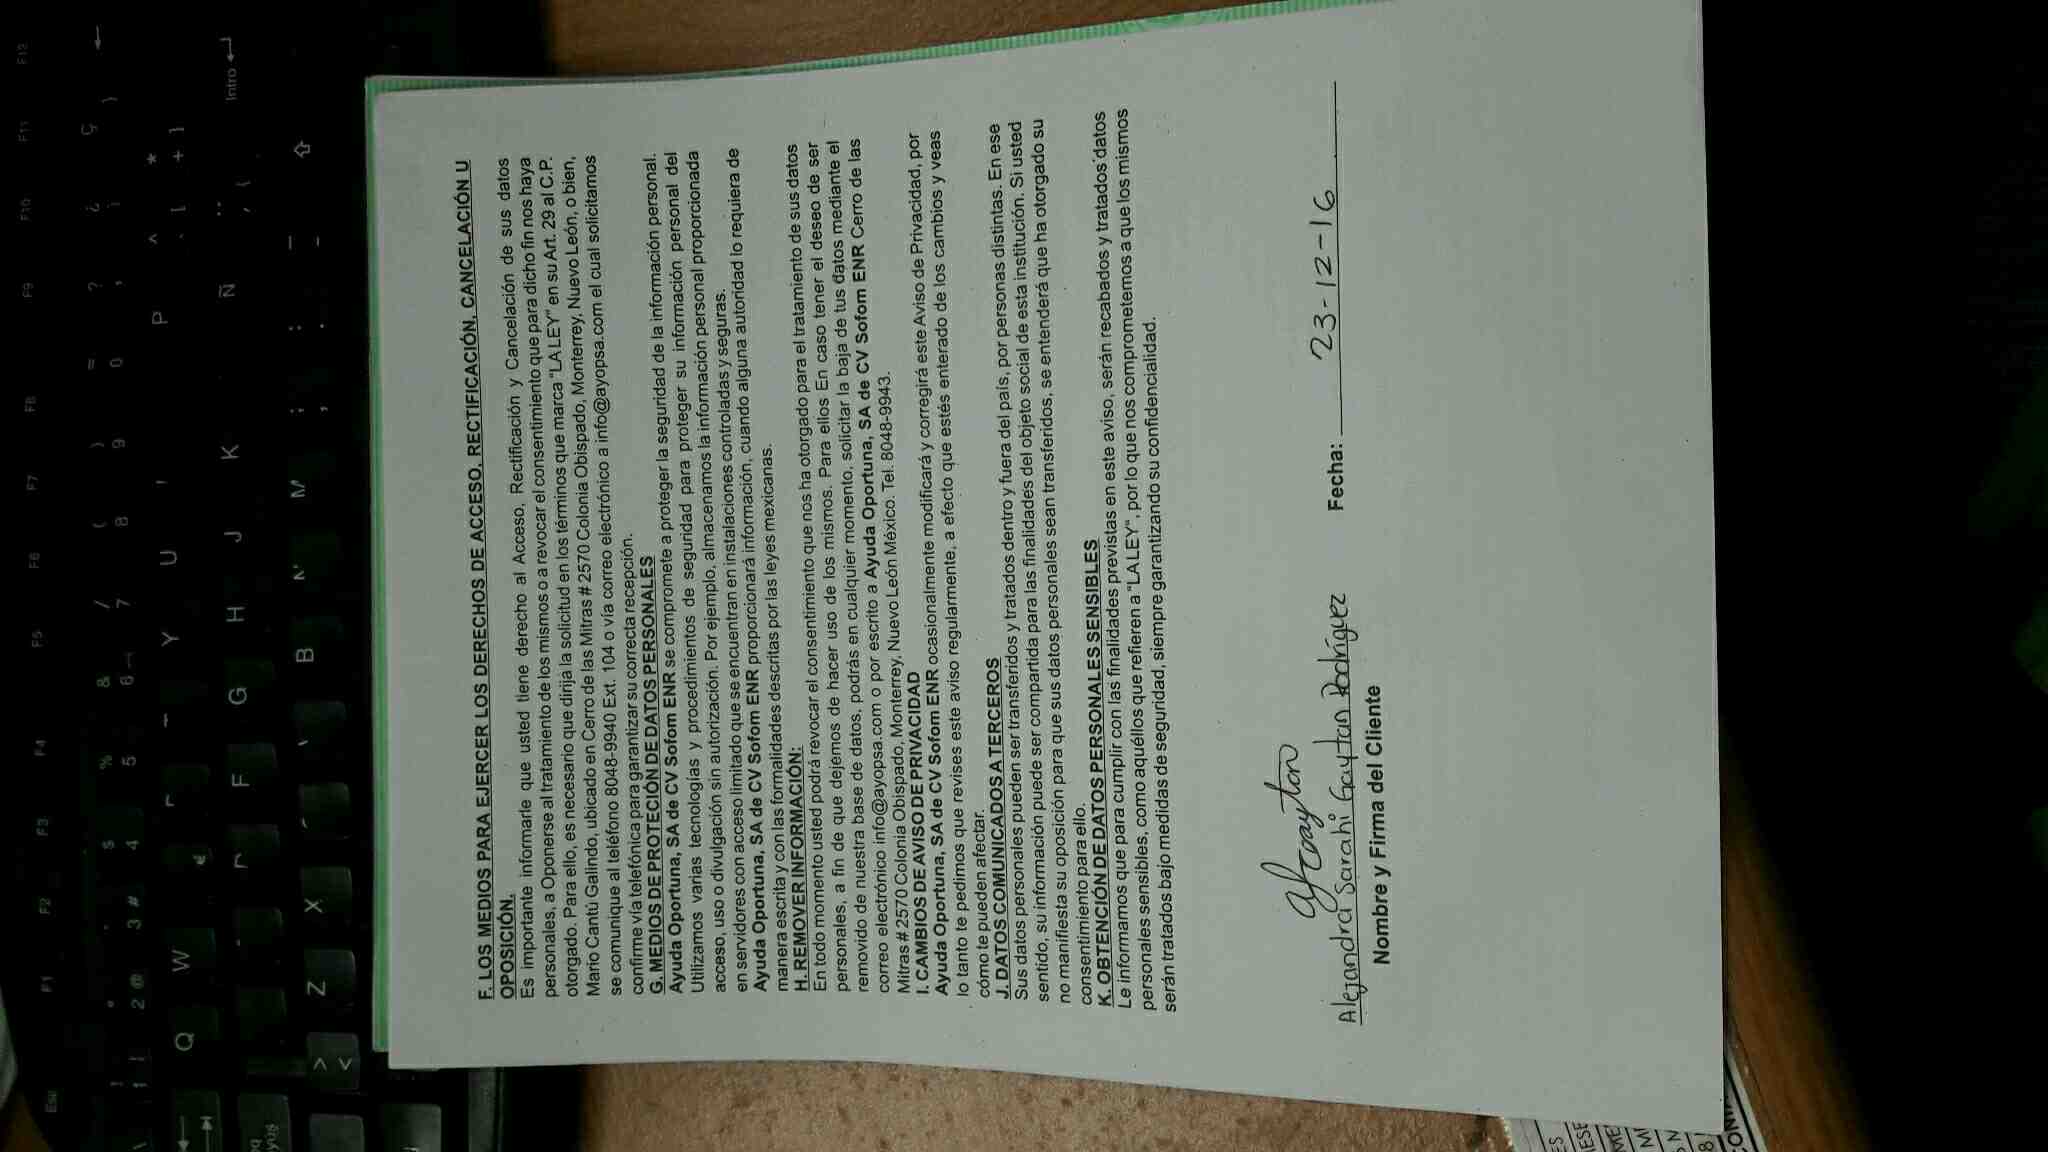 F. LOS MEDIOS PARA EJERCER LOS DERECHOS DE ACCESO, RECTIFICACIÓN, CANCELACIÓN U
OPOSICIÓN.
Es importante informarle que usted tiene derecho al Acceso, Rectificación y Cancelación de sus datos
personales, a Oponerse al tratamiento de los mismos o a revocar el consentimiento que para dicho fin nos haya
otorgado. Para ello, es necesario que dirijá la solicitud en los términos que marca "LA LEY" en su Art. 29 al C.P.
Mario Cantú Galindo, ubicado en Cerro de las Mitras # 2570 Colonia Obispado, Monterrey, Nuevo León, o bien,
se comunique al teléfono 8048-9940 Ext. 104 o vía correo electrónico a info@ayopsa.com el cual solicitamos
confirme vía telefónica para garantizar su correcta recepción.
G. MEDIOS DE PROTECIÓN DE DATOS PERSONALES
Ayuda Oportuna, SA de CV Sofom ENR se compromete a proteger la seguridad de la información personal.
Utilizamos varias tecnologías y procedimientos de seguridad para proteger su información personal del
acceso, uso o divulgación sin autorización. Por ejemplo, almacenamos la información personal proporcionada
en servidores con acceso limitado que se encuentran en instalaciones controladas y seguras.
Ayuda Oportuna, SA de CV Sofom ENR proporcionará información, cuando alguna autoridad lo requiera de
manera escrita y con las formalidades descritas por las leyes mexicanas.
H. REMOVER INFORMACIÓN:
En todo momento usted podrá revocar el consentimiento que nos ha otorgado para el tratamiento de sus datos
personales, a fin de que dejemos de hacer uso de los mismos. Para ellos En caso tener el deseo de ser
removido de nuestra base de datos, podrás en cualquier momento, solicitar la baja de tus datos mediante el
correo electrónico info@ayopsa.com o por escrito a Ayuda Oportuna, SA de CV Sofom ENR Cerro de las
Mitras # 2570 Colonia Obispado, Monterrey, Nuevo León México. Tel. 8048-9943.
I. CAMBIOS DE AVISO DE PRIVACIDAD
Ayuda Oportuna, SA de CV Sofom ENR ocasionalmente modificará y corregirá este Aviso de Privacidad, por
lo tanto te pedimos que revises este aviso regularmente, a efecto que estés enterado de los cambios y veas
cómo te pueden afectar.
J. DATOS COMUNICADOS A TERCEROS
Sus datos personales pueden ser transferidos y tratados dentro y fuera del país, por personas distintas. En ese
sentido, su información puede ser compartida para las finalidades del objeto social de esta institución. Si usted
no manifiesta su oposición para que sus datos personales sean transferidos, se entenderá que ha otorgado su
consentimiento para ello.
K. OBTENCIÓN DE DATOS PERSONALES SENSIBLES
Le informamos que para cumplir con las finalidades previstas en este aviso, serán recabados y tratados datos
personales sensibles, como aquéllos que refieren a "LA LEY", por lo que nos comprometemos a que los mismos
serán tratados bajo medidas de seguridad, siempre garantizando su confidencialidad.
Alejandra Sarahi Gaytan Rodríguez Fecha: 23-12-16
Nombre y Firma del Cliente